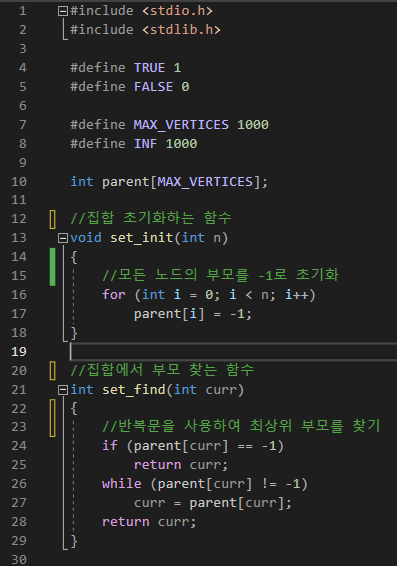 1 #include <stdio.h>
2 #include <stdlib.h>
3
4 #define TRUE 1
5 #define FALSE 0
6
7 #define MAX_VERTICES 1000
8 #define INF 1000
9
10 int parent[MAX_VERTICES];
11
12 //집합 초기화하는 함수
13 void set_init(int n)
14 {
15     //모든 노드의 부모를 -1로 초기화
16     for (int i = 0; i < n; i++)
17         parent[i] = -1;
18 }
19
20 //집합에서 부모 찾는 함수
21 int set_find(int curr)
22 {
23     //반복문을 사용하여 최상위 부모를 찾기
24     if (parent[curr] == -1)
25         return curr;
26     while (parent[curr] != -1)
27         curr = parent[curr];
28     return curr;
29 }
30